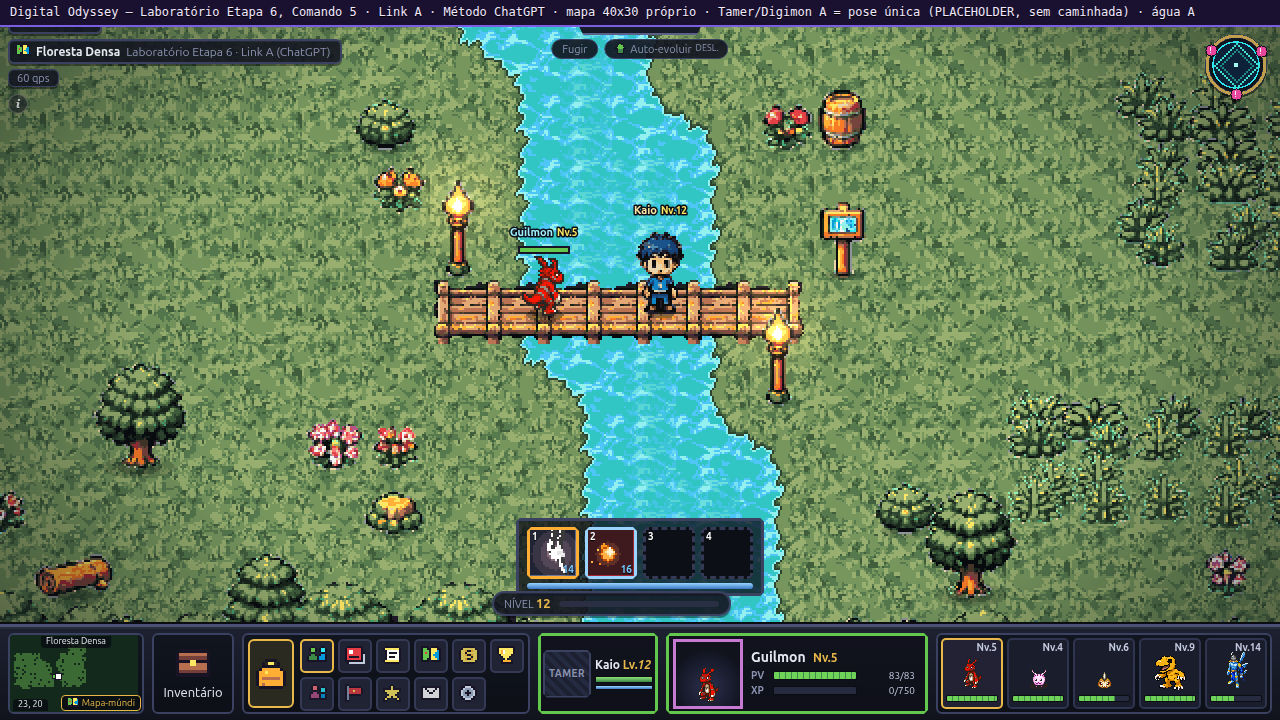 Digital Odyssey — Laboratório Etapa 6, Comando 5 · Link A · Método ChatGPT · mapa 40x30 próprio · Tamer/Digimon A = pose única (PLACEHOLDER, sem caminhada) · água A
Floresta Densa Laboratório Etapa 6 · Link A (ChatGPT)
Fugir
Auto-evoluir DESL.
60 qps
i
Kaio Nv.12
Guilmon Nv.5
1
14
2
16
3
4
NÍVEL 12
Floresta Densa
23, 20
Mapa-múndi
Inventário
TAMER
Kaio Lv.12
Guilmon Nv.5
PV 83/83
XP 0/750
Nv.5
Nv.4
Nv.6
Nv.9
Nv.14